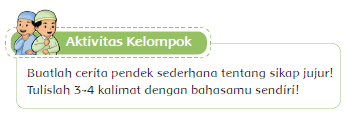 Aktivitas Kelompok
Buatlah cerita pendek sederhana tentang sikap jujur!
Tulislah 3-4 kalimat dengan bahasamu sendiri!